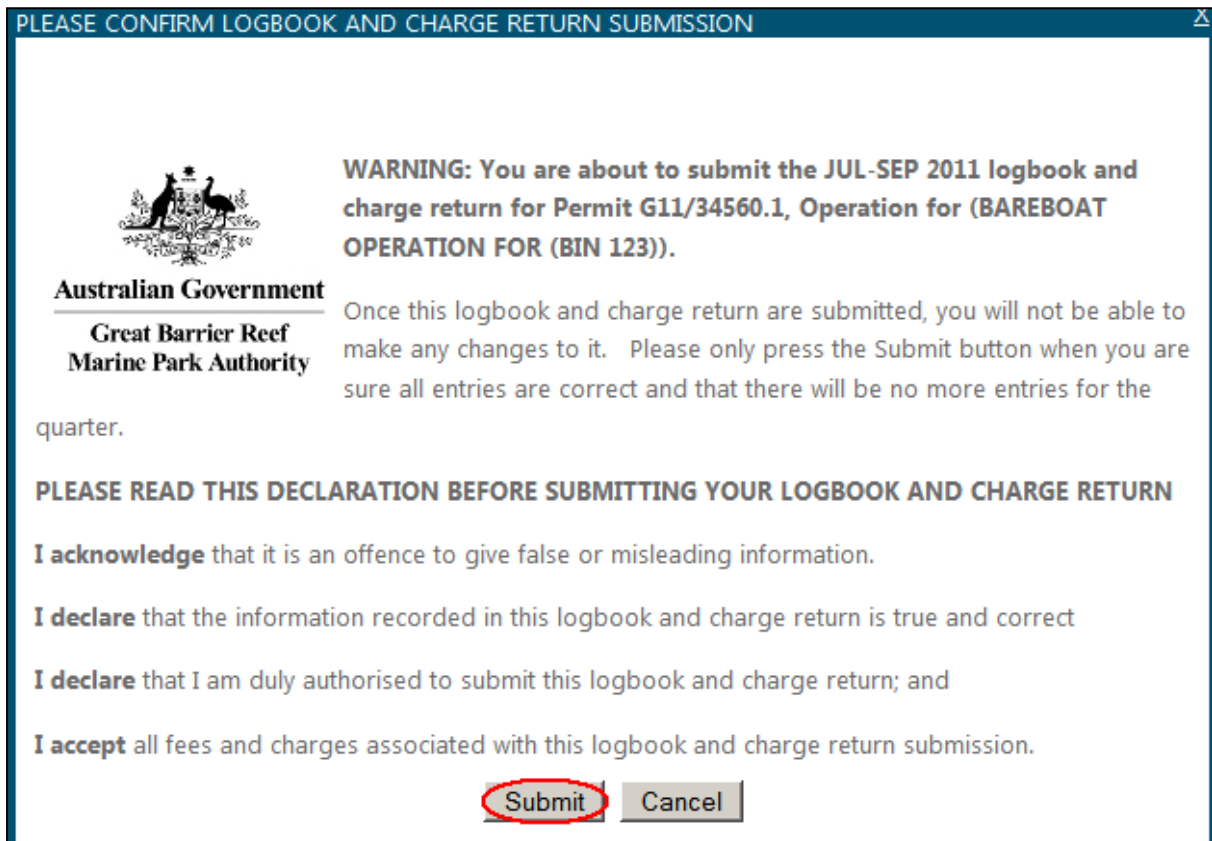 PLEASE CONFIRM LOGBOOK AND CHARGE RETURN SUBMISSION
X
WARNING: You are about to submit the JUL-SEP 2011 logbook and
charge return for Permit G11/34560.1, Operation for (BAREBOAT
OPERATION FOR (BIN 123)).
Australian Government
Great Barrier Reef
Marine Park Authority
Once this logbook and charge return are submitted, you will not be able to
make any changes to it.   Please only press the Submit button when you are
sure all entries are correct and that there will be no more entries for the
quarter.
PLEASE READ THIS DECLARATION BEFORE SUBMITTING YOUR LOGBOOK AND CHARGE RETURN
I acknowledge that it is an offence to give false or misleading information.
I declare that the information recorded in this logbook and charge return is true and correct
I declare that I am duly authorised to submit this logbook and charge return; and
I accept all fees and charges associated with this logbook and charge return submission.
Submit Cancel